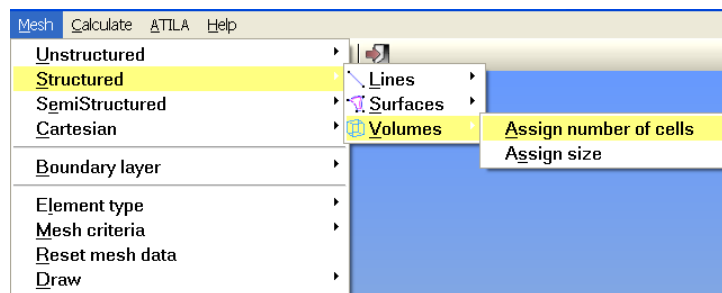 Mesh Calculate ATILA Help
Unstructured
Structured
SemiStructured
Cartesian
Boundary layer
Element type
Mesh criteria
Reset mesh data
Draw
Lines
Surfaces
Volumes
Assign number of cells
Assign size